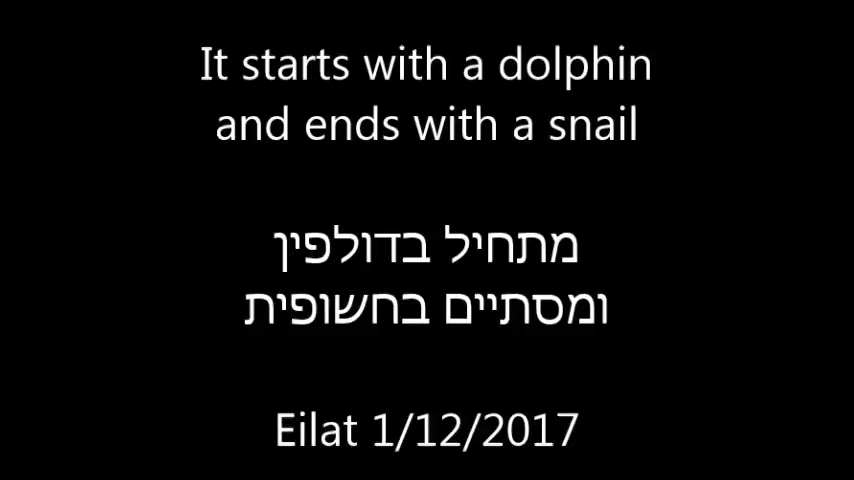 It starts with a dolphin
and ends with a snail
מתחיל בדולפין
ומסתיים בחשופית
Eilat 1/12/2017